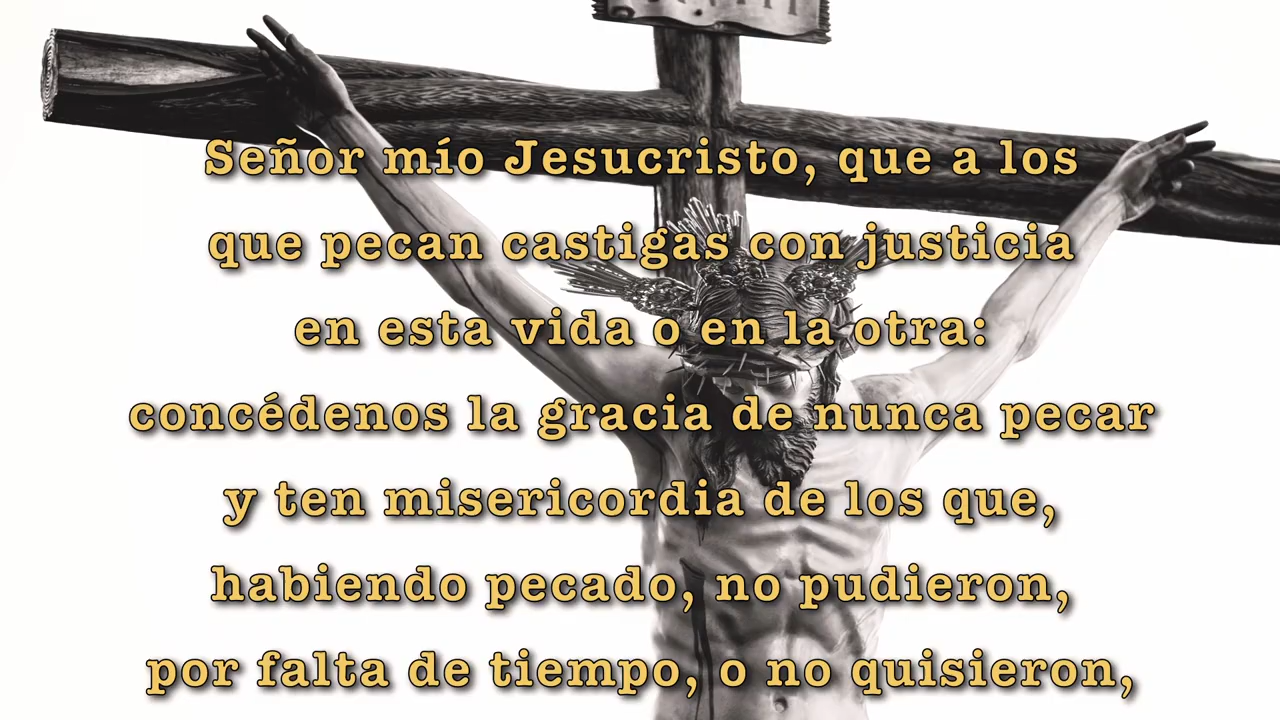 Señor mío Jesucristo, que a los
que pecan castigas con justicia
en esta vida o en la otra:
concédenos la gracia de nunca pecar
y ten misericordia de los que,
habiendo pecado, no pudieron,
por falta de tiempo, o no quisieron,